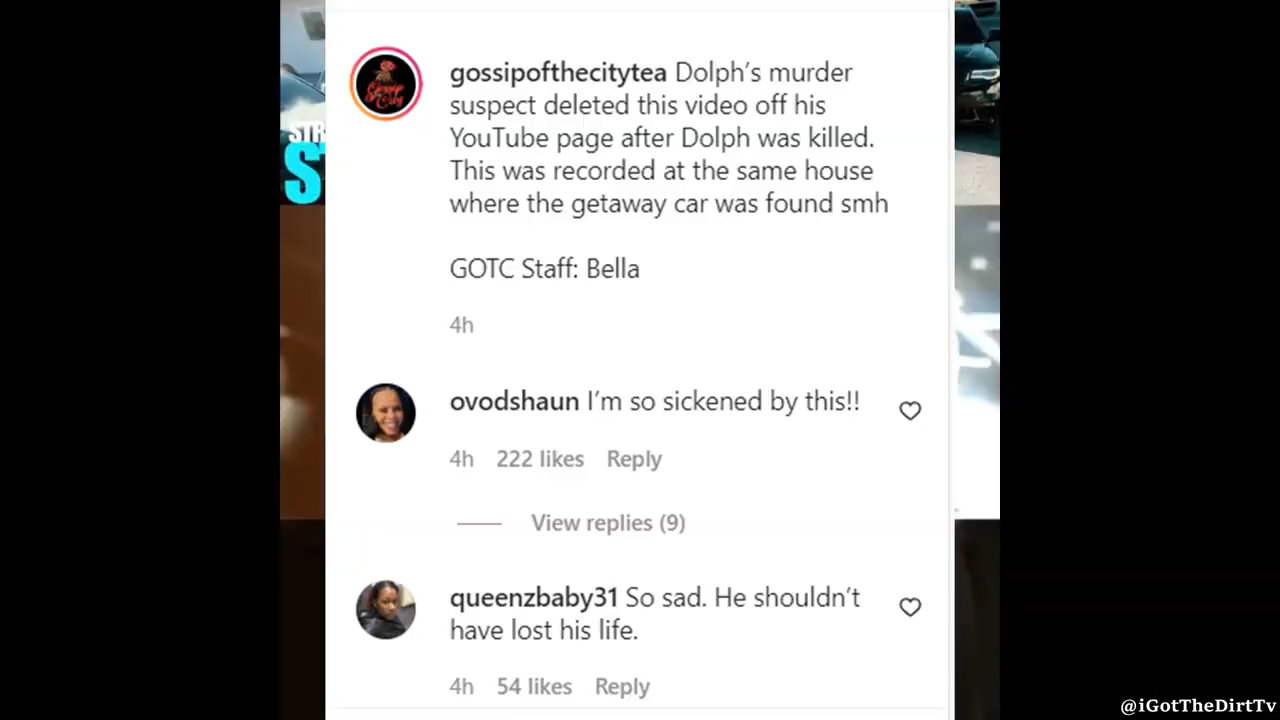 STR
S
gossipofthecitytea Dolph's murder
suspect deleted this video off his
YouTube page after Dolph was killed.
This was recorded at the same house
where the getaway car was found smh
GOTC Staff: Bella
4h
ovodshaun I'm so sickened by this!!
4h 222 likes Reply
View replies (9)
queenzbaby31 So sad. He shouldn't
have lost his life.
4h 54 likes Reply
@iGotTheDirtTv